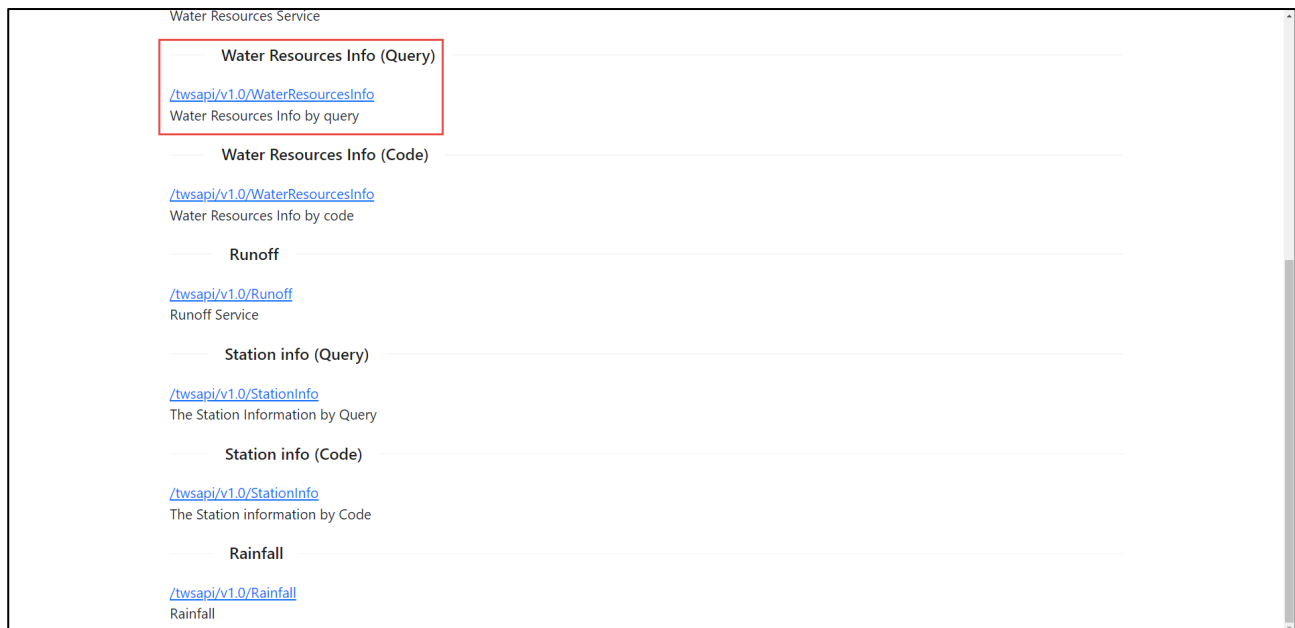 Water Resources Service
Water Resources Info (Query)
/twsapi/v1.0/WaterResourcesInfo
Water Resources Info by query
Water Resources Info (Code)
/twsapi/v1.0/WaterResourcesInfo
Water Resources Info by code
Runoff
/twsapi/v1.0/Runoff
Runoff Service
Station info (Query)
/twsapi/v1.0/StationInfo
The Station Information by Query
Station info (Code)
/twsapi/v1.0/StationInfo
The Station information by Code
Rainfall
/twsapi/v1.0/Rainfall
Rainfall